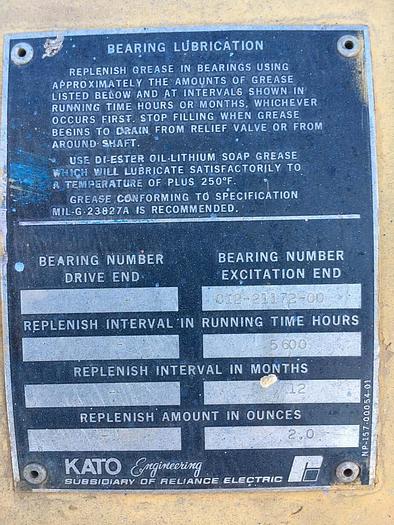 BEARING LUBRICATION
REPLENISH GREASE IN BEARINGS USING
APPROXIMATELY THE AMOUNTS OF GREASE
LISTED BELOW AND AT INTERVALS SHOWN IN
RUNNING TIME HOURS OR MONTHS, WHICHEVER
OCCURS FIRST. STOP FILLING WHEN GREASE
BEGINS TO DRAIN FROM RELIEF VALVE OR FROM
AROUND SHAFT.
USE DI-ESTER OIL-LITHIUM SOAP GREASE
WHICH WILL LUBRICATE SATISFACTORILY TO
A TEMPERATURE OF PLUS 250°F.
GREASE CONFORMING TO SPECIFICATION
MIL-G-23827A IS RECOMMENDED.
BEARING NUMBER
DRIVE END
BEARING NUMBER
EXCITATION END
-21172-00
REPLENISH INTERVAL IN RUNNING TIME HOURS
5600
REPLENISH INTERVAL IN MONTHS
12
REPLENISH AMOUNT IN OUNCES
2.0
KATO Engineering
SUBSIDIARY OF RELIANCE ELECTRIC
NP-157-00054-01